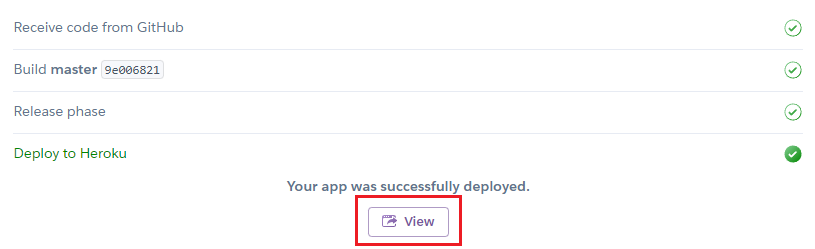 Receive code from GitHub
Build master 9e006821
Release phase
Deploy to Heroku
Your app was successfully deployed.
View